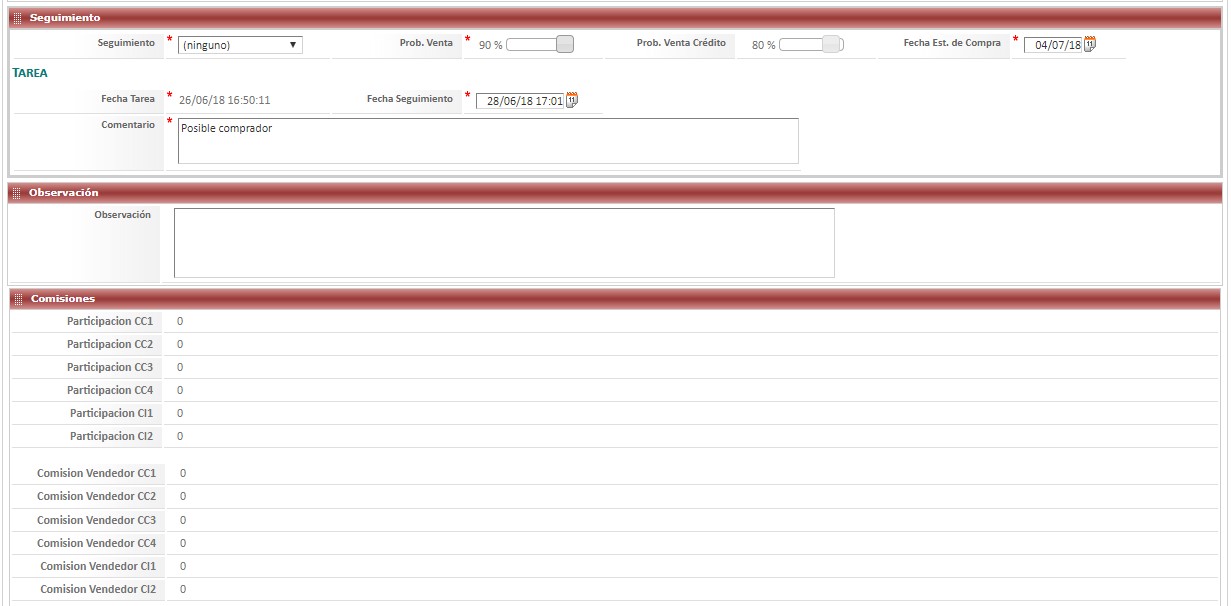 Seguimiento
Seguimiento * (ninguno) Prob. Venta * 90 % Prob. Venta Crédito 80 % Fecha Est. de Compra * 04/07/18
TAREA
Fecha Tarea * 26/06/18 16:50:11 Fecha Seguimiento * 28/06/18 17:01
Comentario * Posible comprador
Observación
Observación
Comisiones
Participacion CC1 0
Participacion CC2 0
Participacion CC3 0
Participacion CC4 0
Participacion CI1 0
Participacion CI2 0
Comision Vendedor CC1 0
Comision Vendedor CC2 0
Comision Vendedor CC3 0
Comision Vendedor CC4 0
Comision Vendedor CI1 0
Comision Vendedor CI2 0